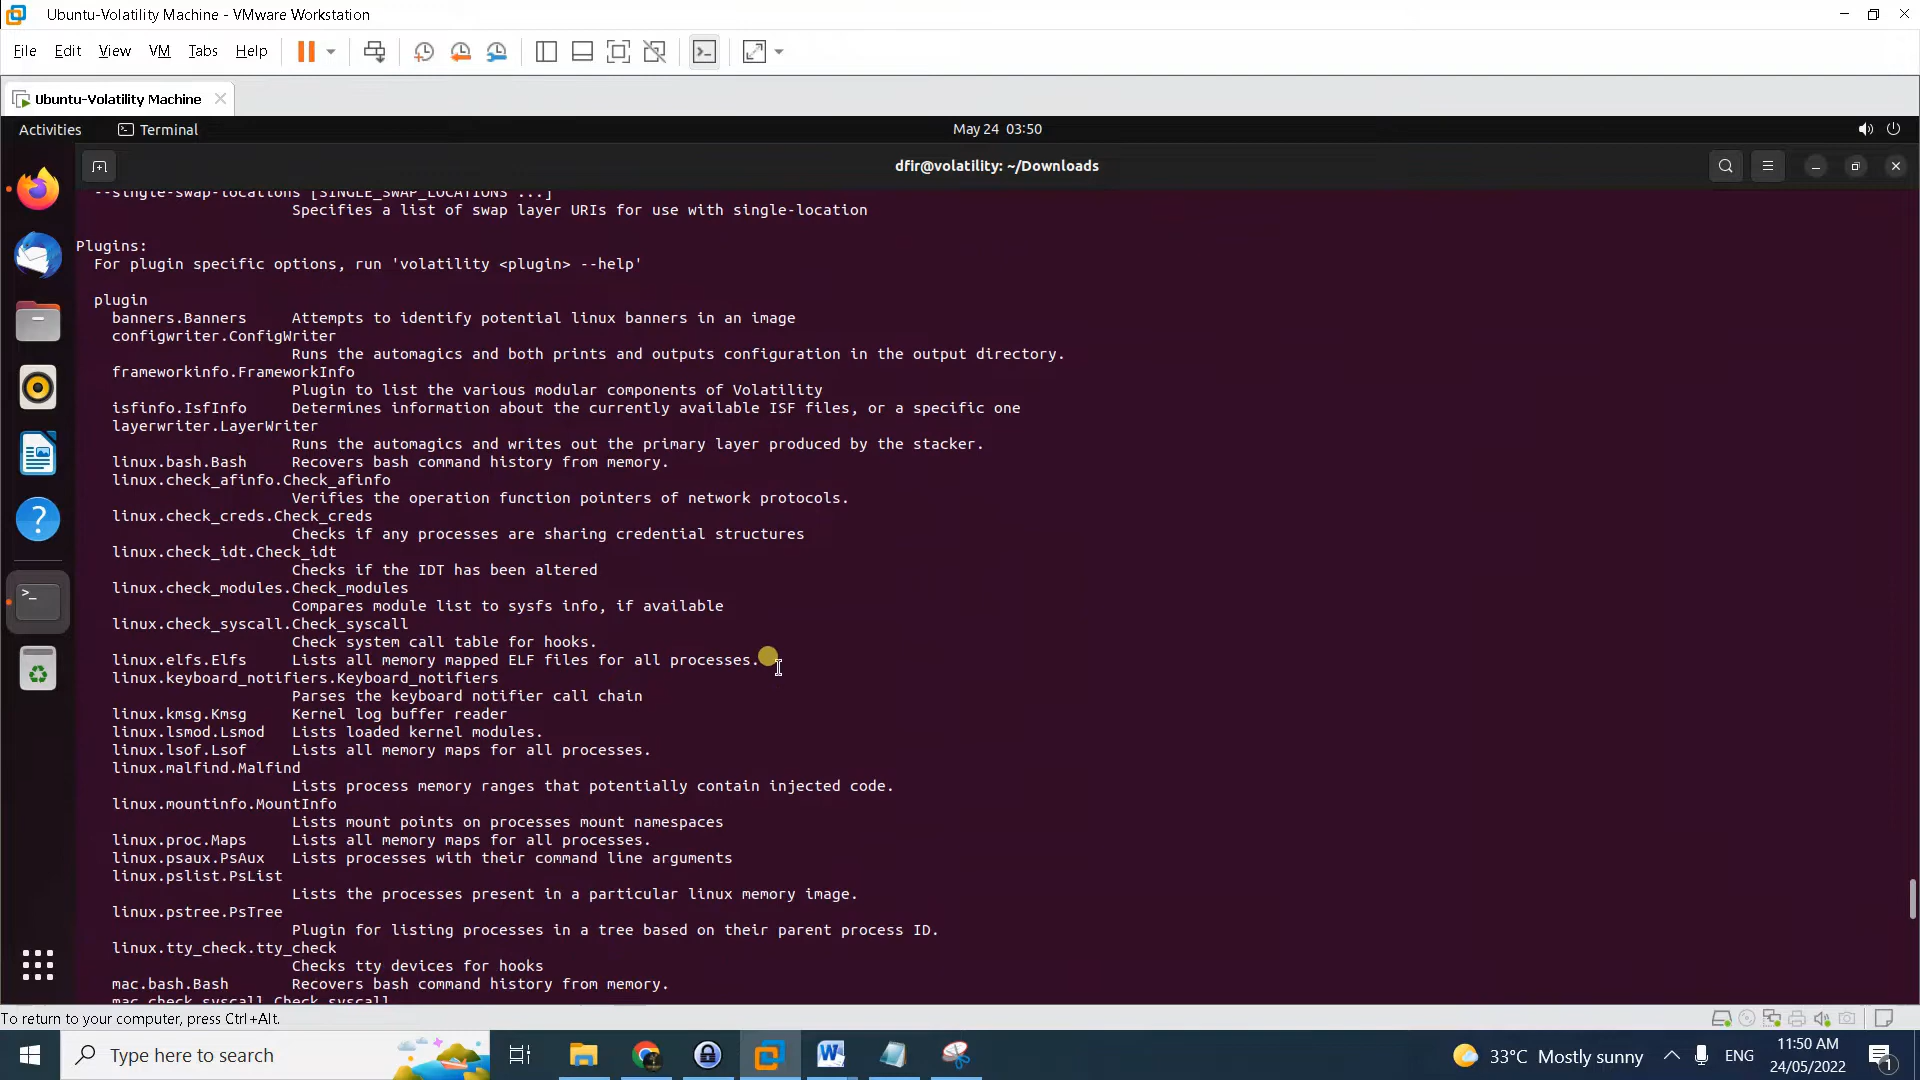 Ubuntu-Volatility Machine - VMware Workstation
File Edit View VM Tabs Help
Ubuntu-Volatility Machine
Activities Terminal May 24 03:50
dfir@volatility: ~/Downloads
--single-swap-locations [SINGLE_SWAP_LOCATIONS ...]
Specifies a list of swap layer URIs for use with single-location
Plugins:
For plugin specific options, run 'volatility <plugin> --help'
plugin
banners.Banners Attempts to identify potential linux banners in an image
configwriter.ConfigWriter
Runs the automagics and both prints and outputs configuration in the output directory.
frameworkinfo.FrameworkInfo
Plugin to list the various modular components of Volatility
isfinfo.IsfInfo Determines information about the currently available ISF files, or a specific one
layerwriter.LayerWriter
Runs the automagics and writes out the primary layer produced by the stacker.
linux.bash.Bash Recovers bash command history from memory.
linux.check_afinfo.Check_afinfo
Verifies the operation function pointers of network protocols.
linux.check_creds.Check_creds
Checks if any processes are sharing credential structures
linux.check_idt.Check_idt
Checks if the IDT has been altered
linux.check_modules.Check_modules
Compares module list to sysfs info, if available
linux.check_syscall.Check_syscall
Check system call table for hooks.
linux.elfs.Elfs Lists all memory mapped ELF files for all processes.
linux.keyboard_notifiers.Keyboard_notifiers
Parses the keyboard notifier call chain
linux.kmsg.Kmsg Kernel log buffer reader
linux.lsmod.Lsmod Lists loaded kernel modules.
linux.lsof.Lsof Lists all memory maps for all processes.
linux.malfind.Malfind
Lists process memory ranges that potentially contain injected code.
linux.mountinfo.MountInfo
Lists mount points on processes mount namespaces
linux.proc.Maps Lists all memory maps for all processes.
linux.psaux.PsAux Lists processes with their command line arguments
linux.pslist.PsList
Lists the processes present in a particular linux memory image.
linux.pstree.PsTree
Plugin for listing processes in a tree based on their parent process ID.
linux.tty_check.tty_check
Checks tty devices for hooks
mac.bash.Bash Recovers bash command history from memory.
mac.check_syscall.Check_syscall
To return to your computer, press Ctrl+Alt.
Type here to search
33°C Mostly sunny
ENG
11:50 AM
24/05/2022
1